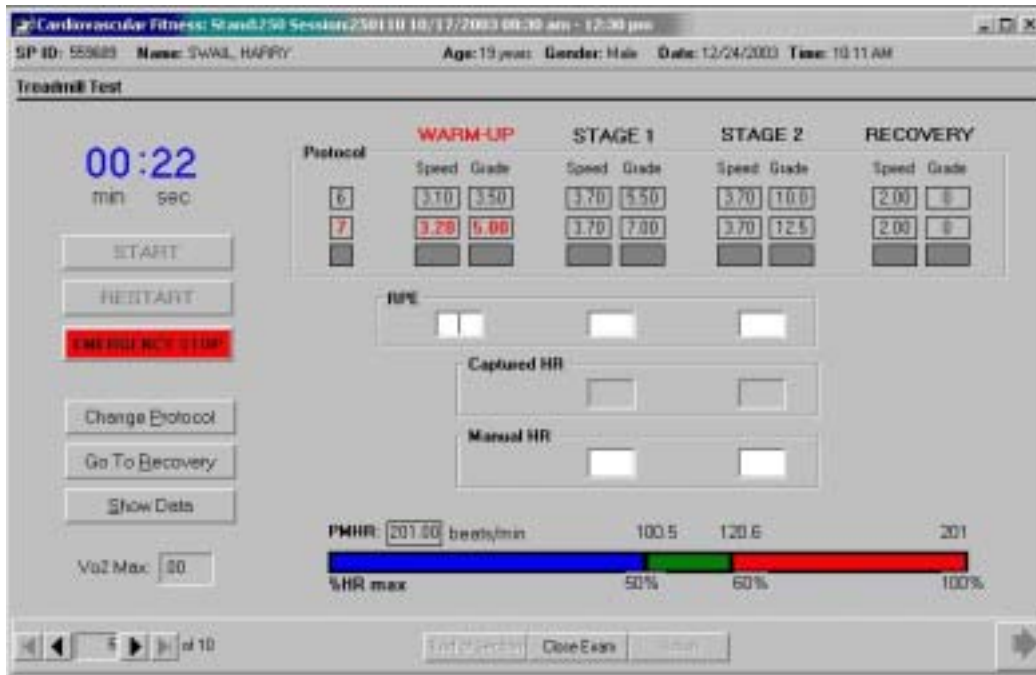 Cardiovascular Fitness: Stand:250 Session:250110 10/17/2003 08:30 am - 12:30 pm
SP ID: 559689 Name: SWAIL, HARRY Age: 19 years Gender: Male Date: 12/24/2003 Time: 10:11 AM
Treadmill Test
WARM-UP STAGE 1 STAGE 2 RECOVERY
Protocol
00:22
min sec
Speed Grade Speed Grade Speed Grade Speed Grade
6 3.10 3.50 3.70 5.50 3.70 10.0 2.00 0
7 3.20 5.00 3.70 7.00 3.70 12.5 2.00 0
START
RESTART
EMERGENCY STOP
RPE
Captured HR
Manual HR
Change Protocol
Go To Recovery
Show Data
Vo2 Max: .00
PMHR: 201.00 beats/min 100.5 120.6 201
%HR max 50% 60% 100%
of 10
End of Section Close Exam